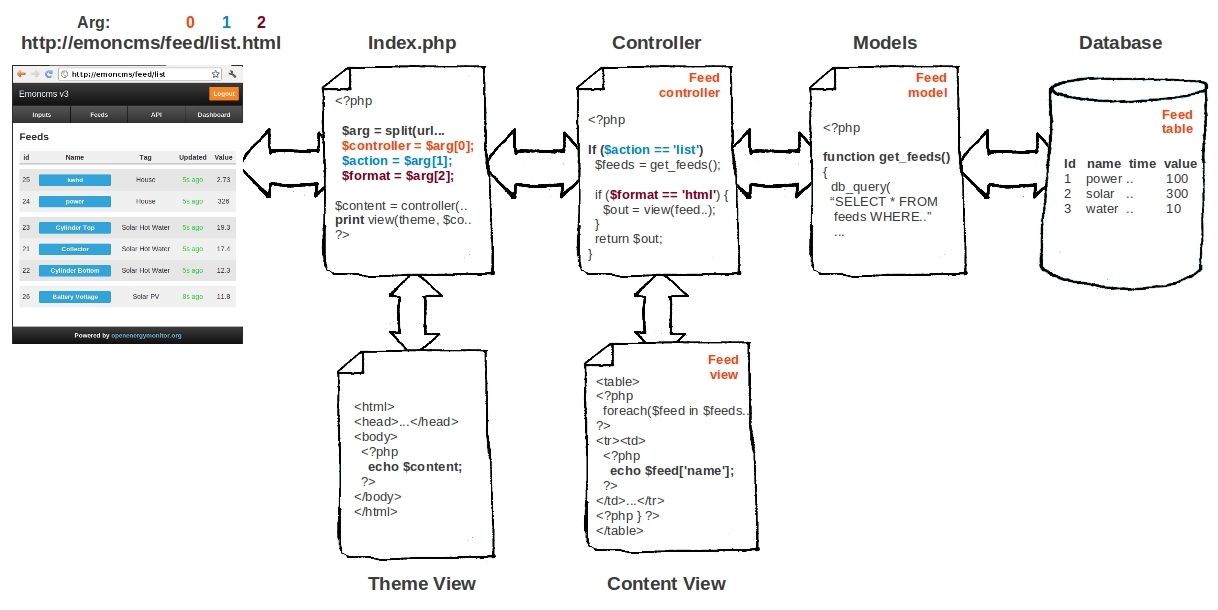 Arg: 0 1 2
http://emoncms/feed/list.html
Index.php
Controller
Models
Database
http://emoncms/feed/list
Emoncms v3
Logout
Inputs Feeds API Dashboard
Feeds
id Name Tag Updated Value
25 kwhd House 5s ago 2.73
24 power House 5s ago 326
23 Cylinder Top Solar Hot Water 5s ago 19.3
21 Collector Solar Hot Water 5s ago 17.4
22 Cylinder Bottom Solar Hot Water 5s ago 12.3
26 Battery Voltage Solar PV 8s ago 11.8
Powered by openenergymonitor.org
<?php
$arg = split(url...
$controller = $arg[0];
$action = $arg[1];
$format = $arg[2];
$content = controller(..
print view(theme, $co..
?>
Feed
controller
<?php
If ($action == 'list')
$feeds = get_feeds();
if ($format == 'html') {
$out = view(feed..);
}
return $out;
}
Feed
model
<?php
function get_feeds()
{
db_query(
“SELECT * FROM
feeds WHERE..”
...
Feed
table
Id name time value
1 power .. 100
2 solar .. 300
3 water .. 10
<html>
<head>...</head>
<body>
<?php
echo $content;
?>
</body>
</html>
Theme View
Feed
view
<table>
<?php
foreach($feed in $feeds..
?>
<tr><td>
<?php
echo $feed['name'];
?>
</td>...</tr>
<?php } ?>
</table>
Content View